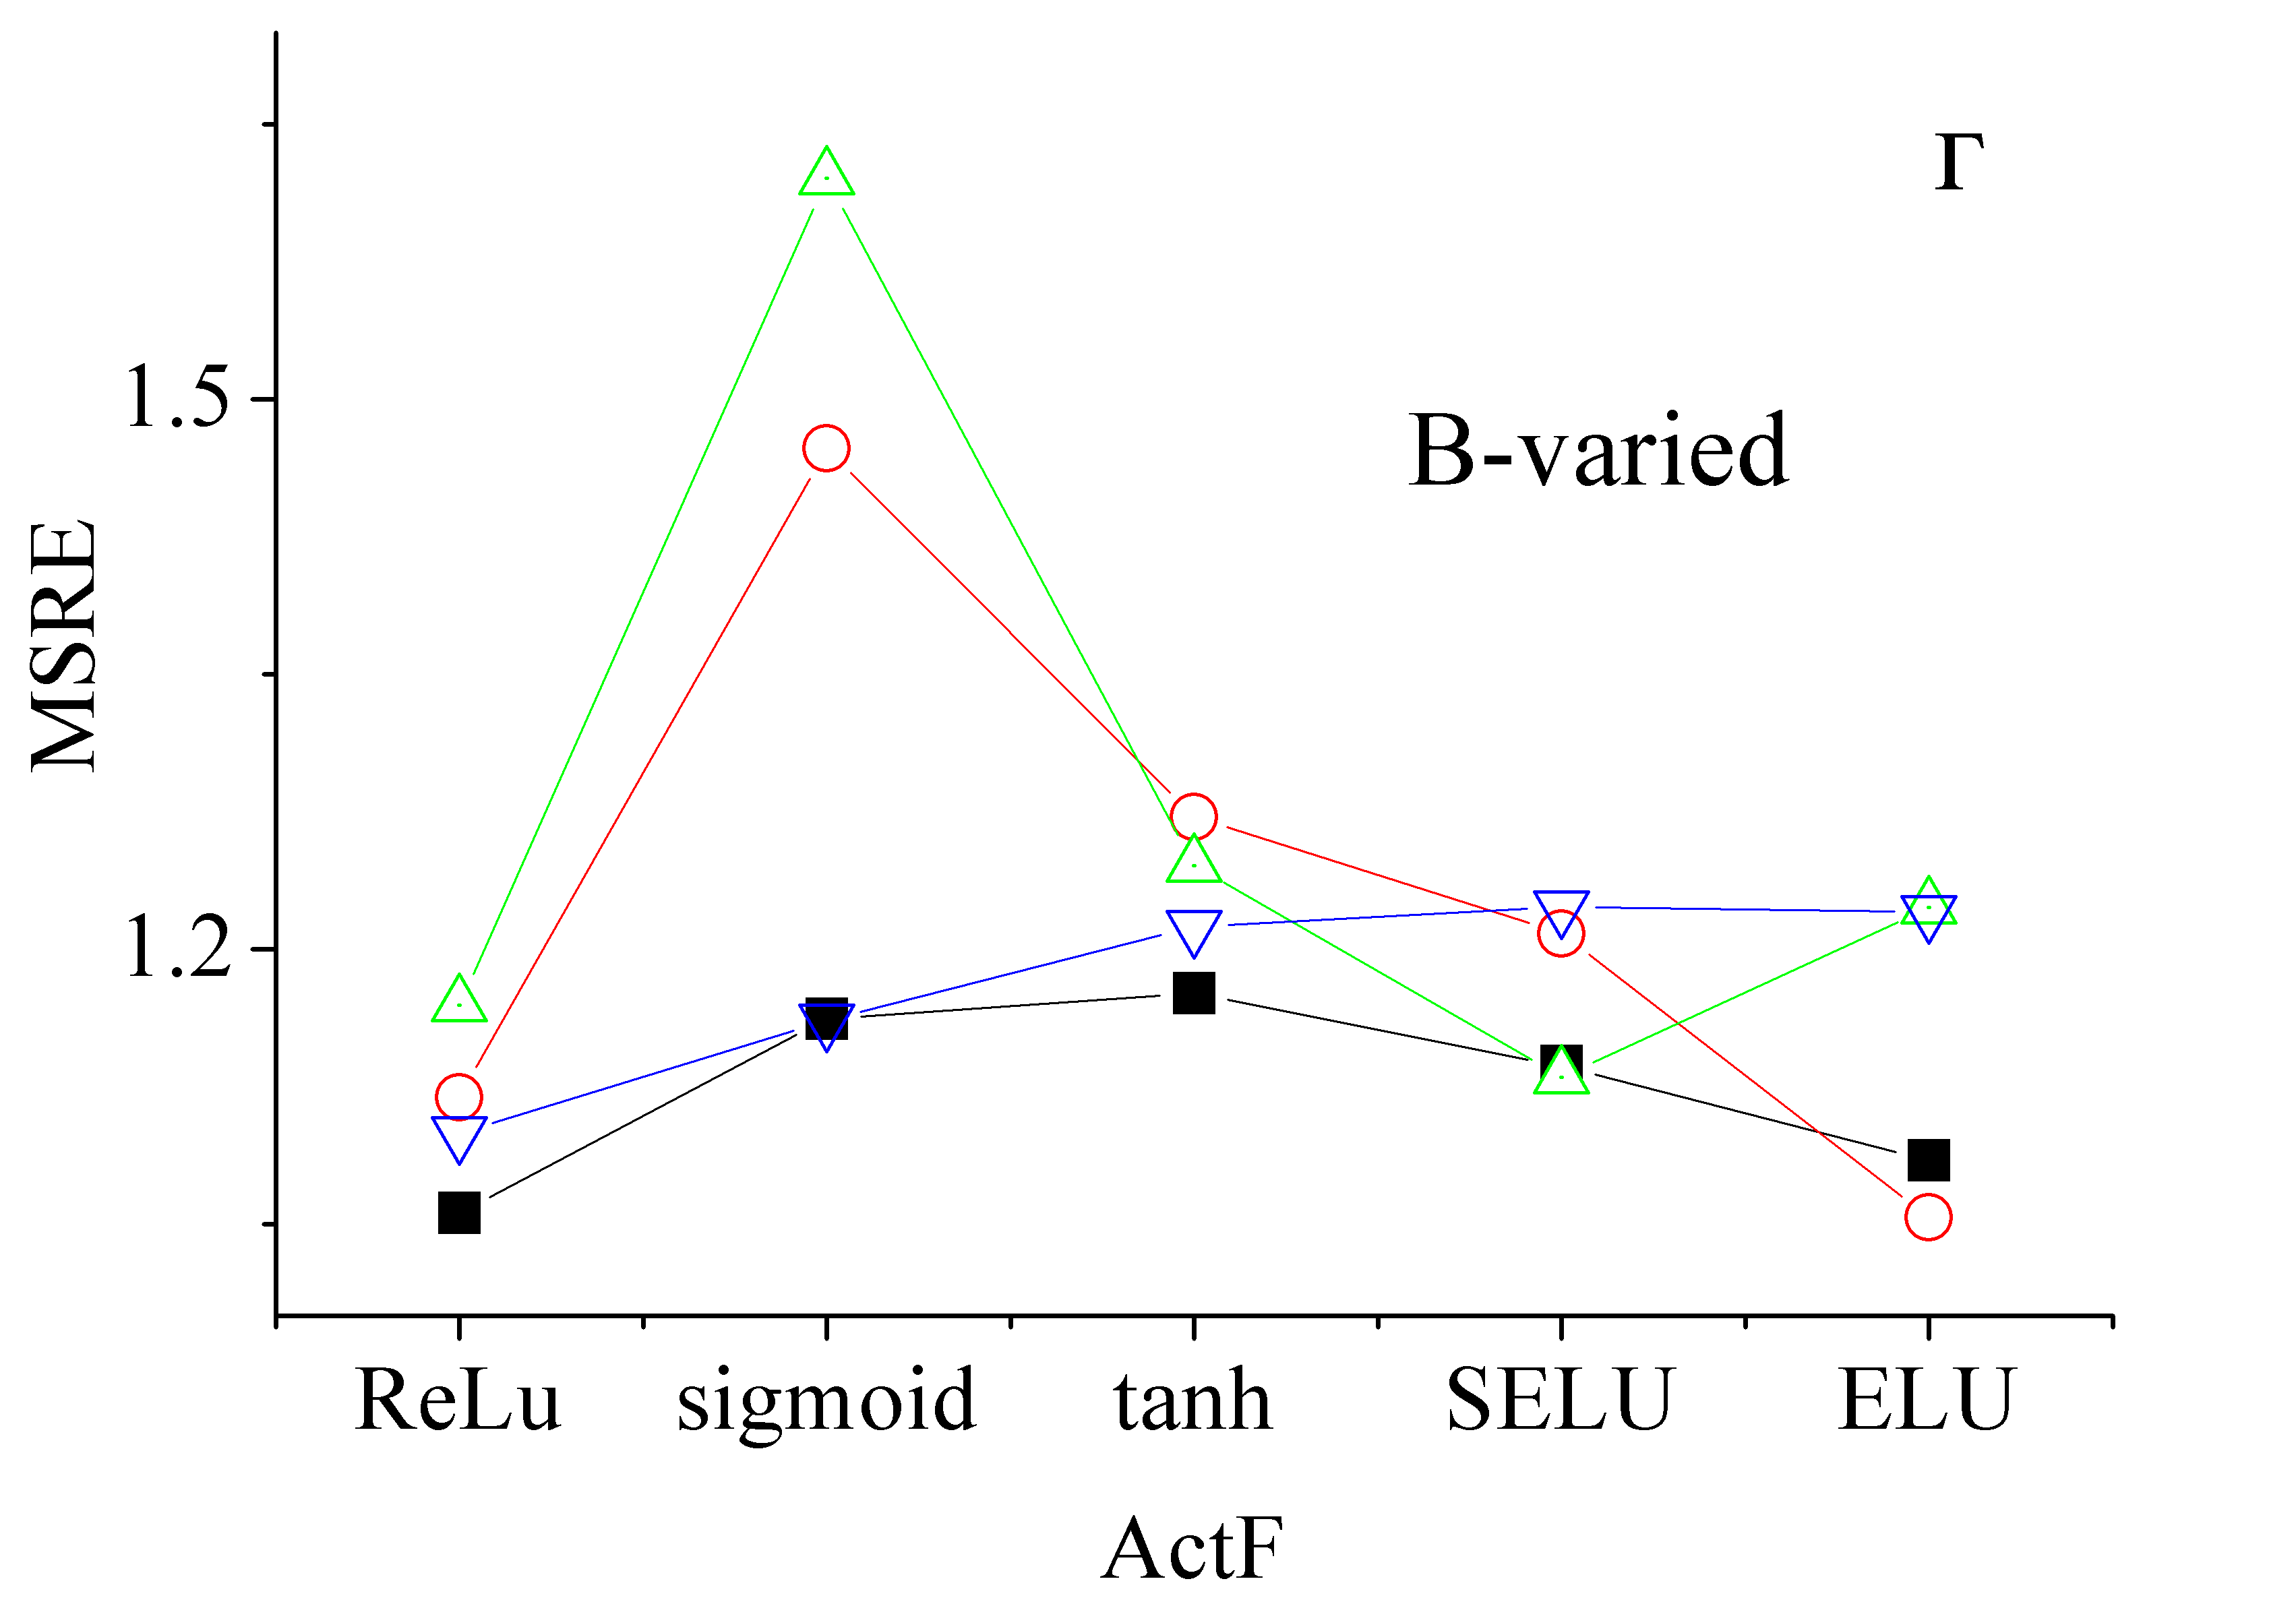 Γ
1.5
B-varied
MSRE
1.2
ReLu sigmoid tanh SELU ELU
ActF